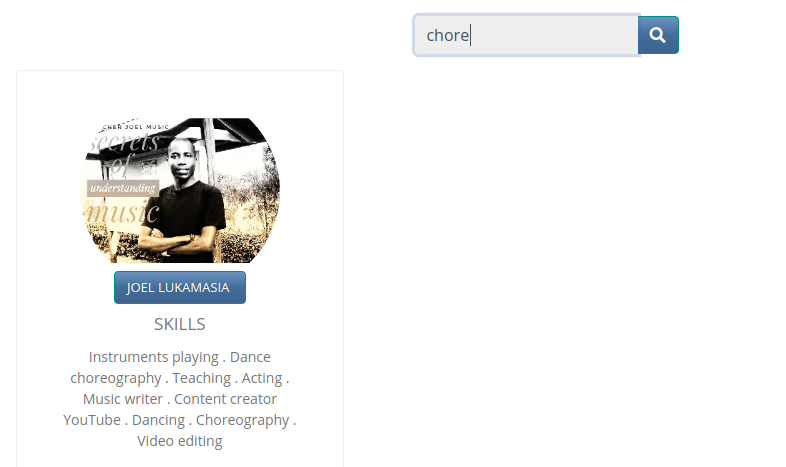 chore
CHER JOEL MUSIC
secrets
of
understanding
music
JOEL LUKAMASIA
SKILLS
Instruments playing . Dance
choreography . Teaching . Acting .
Music writer . Content creator
YouTube . Dancing . Choreography .
Video editing